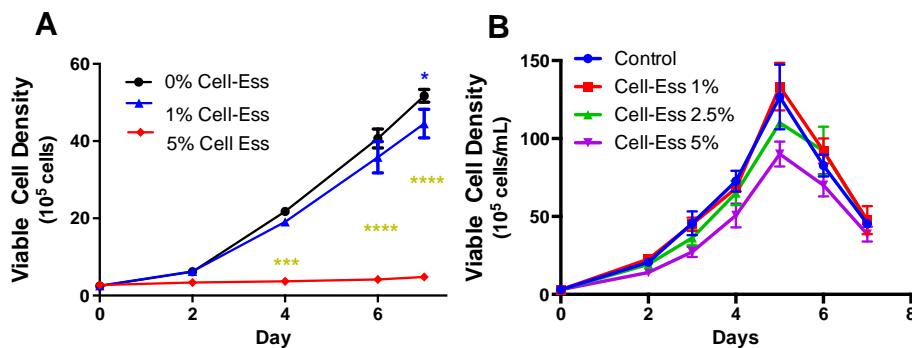 A
Viable Cell Density
(10⁵ cells)
60
40
20
0
0% Cell-Ess
1% Cell-Ess
5% Cell Ess
*
****
****
***
0 2 4 6
Day
B
Viable Cell Density
(10⁵ cells/mL)
150
100
50
0
Control
Cell-Ess 1%
Cell-Ess 2.5%
Cell-Ess 5%
0 2 4 6 8
Days